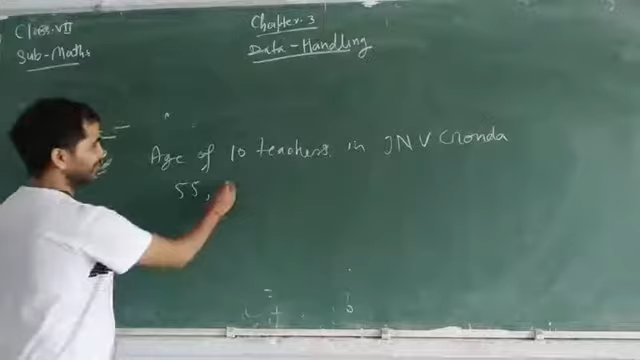 Class-VII
Sub-Maths
Chapter-3
Data-Handling
Age of 10 teachers in JNV Gonda
55,